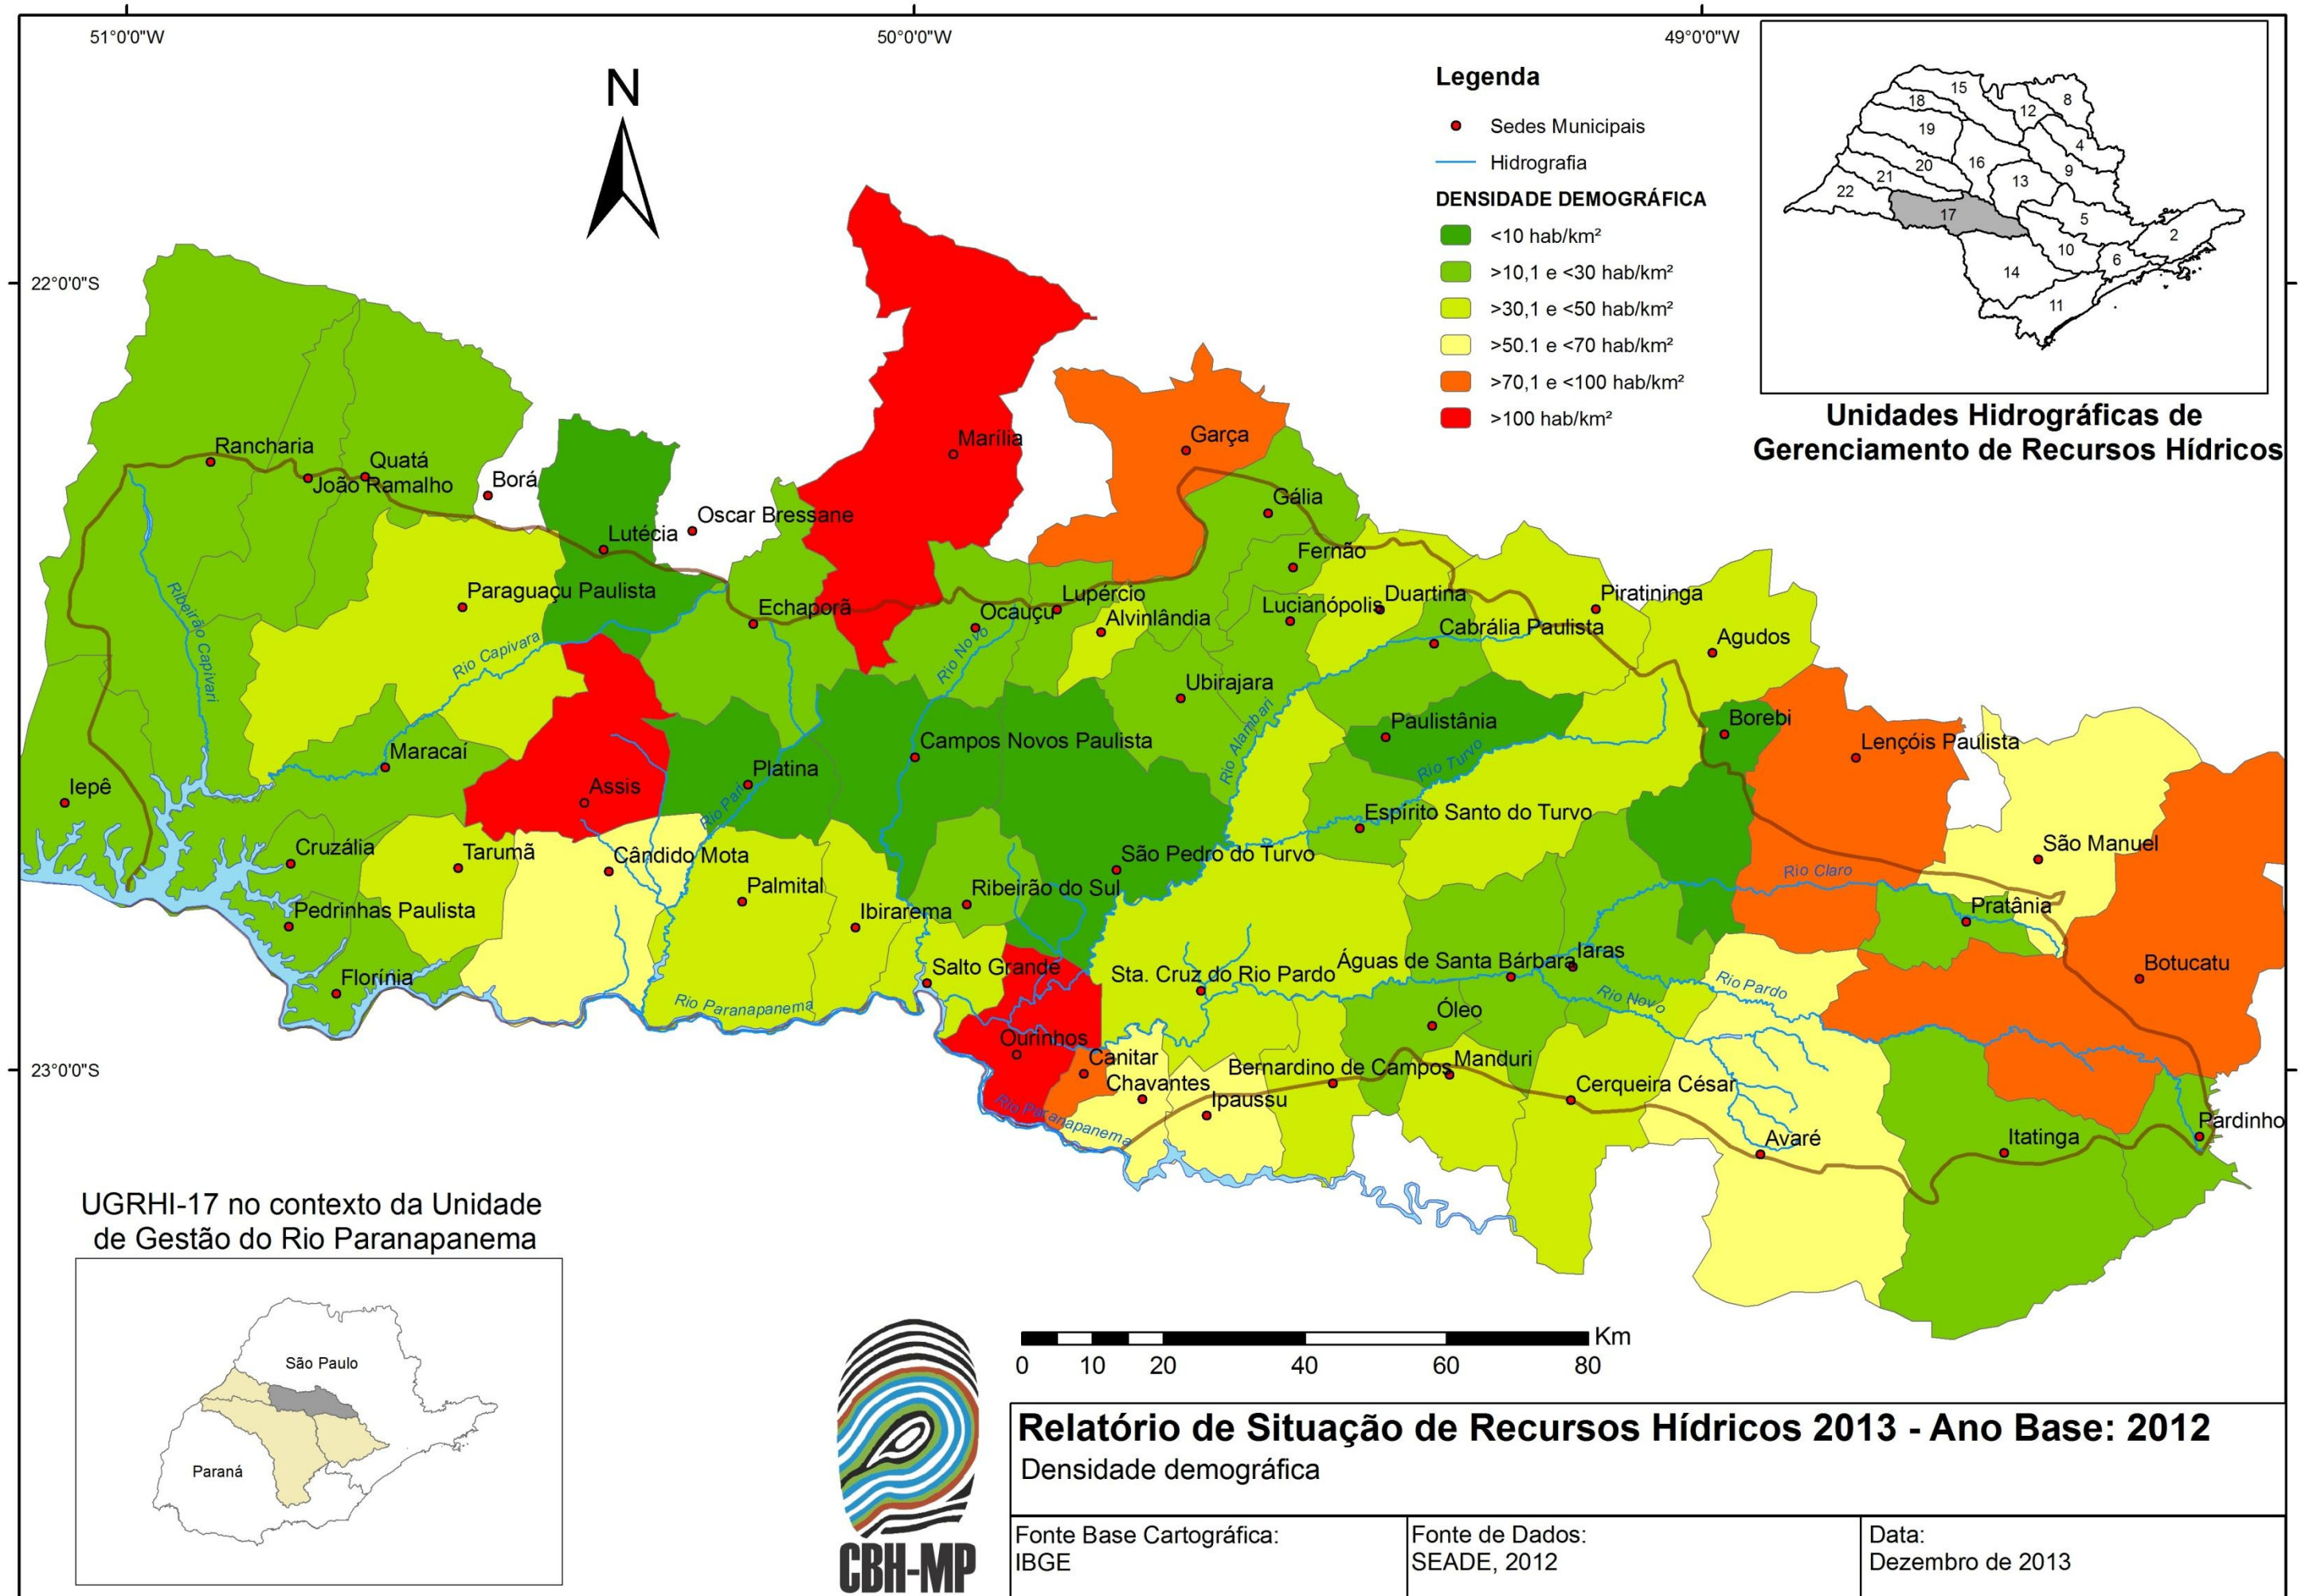 51°0'0"W
50°0'0"W
49°0'0"W
22°0'0"S
23°0'0"S
N
Legenda
Sedes Municipais
Hidrografia
DENSIDADE DEMOGRÁFICA
<10 hab/km²
>10,1 e <30 hab/km²
>30,1 e <50 hab/km²
>50.1 e <70 hab/km²
>70,1 e <100 hab/km²
>100 hab/km²
15
18
8
12
19
4
16
9
20
13
21
22
17
5
2
10
6
14
11
Unidades Hidrográficas de
Gerenciamento de Recursos Hídricos
Marília
Garça
Rancharia
Quatá
João Ramalho
Borá
Gália
Oscar Bressane
Lutécia
Fernão
Paraguaçu Paulista
Echaporã
Ocauçu
Lupércio
Alvinlândia
Lucianópolis
Duartina
Piratininga
Cabrália Paulista
Agudos
Ribeirão Capivari
Rio Capivara
Rio Novo
Ubirajara
Rio Alambari
Paulistânia
Borebi
Lençóis Paulista
Maracaí
Campos Novos Paulista
Platina
Rio Pari
Rio Turvo
Iepê
Assis
Espírito Santo do Turvo
São Manuel
Cruzália
Tarumã
Cândido Mota
São Pedro do Turvo
Rio Claro
Palmital
Ribeirão do Sul
Pedrinhas Paulista
Ibirarema
Pratânia
Florínia
Salto Grande
Sta. Cruz do Rio Pardo
Águas de Santa Bárbara
Iaras
Botucatu
Rio Pardo
Rio Novo
Rio Paranapanema
Óleo
Ourinhos
Canitar
Bernardino de Campos
Manduri
Chavantes
Cerqueira César
Ipaussu
Rio Paranapanema
Avaré
Itatinga
Pardinho
UGRHI-17 no contexto da Unidade
de Gestão do Rio Paranapanema
São Paulo
Paraná
CBH-MP
Km
0 10 20 40 60 80
Relatório de Situação de Recursos Hídricos 2013 - Ano Base: 2012
Densidade demográfica
Fonte Base Cartográfica:
IBGE
Fonte de Dados:
SEADE, 2012
Data:
Dezembro de 2013